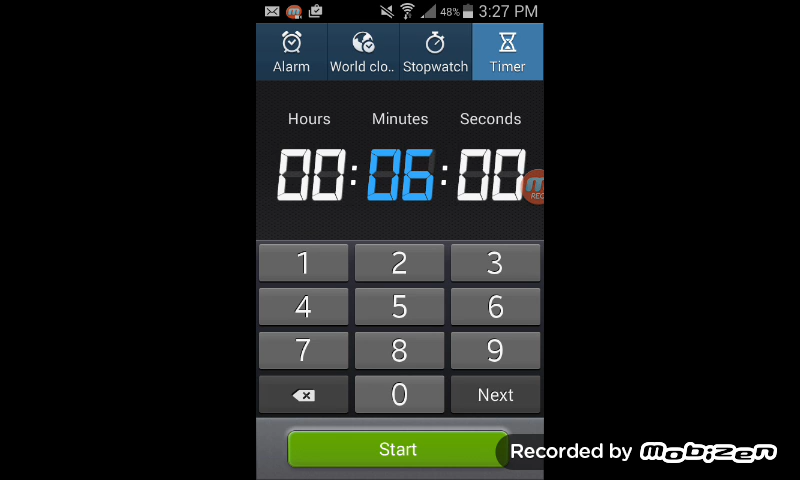 48% 3:27 PM
Alarm World clo.. Stopwatch Timer
Hours Minutes Seconds
00:06:00
REC
1 2 3
4 5 6
7 8 9
0 Next
Start
Recorded by mobizen